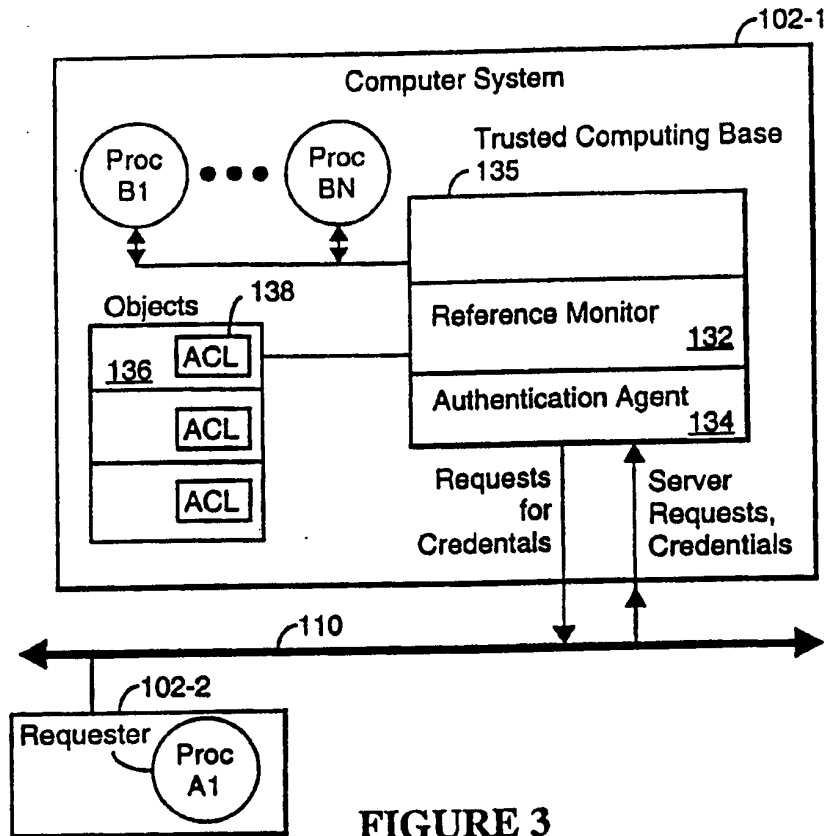 102-1
Computer System
Proc
B1
Proc
BN
Trusted Computing Base
135
Objects
138
136
ACL
ACL
ACL
Reference Monitor
132
Authentication Agent
134
Requests
for
Credentals
Server
Requests,
Credentials
110
102-2
Requester
Proc
A1
FIGURE 3